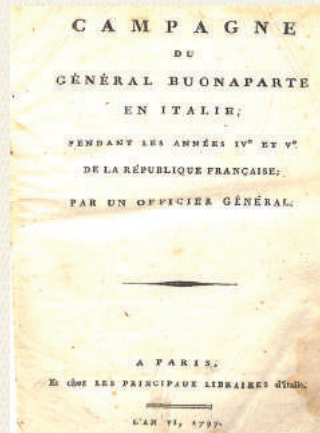 CAMPAGNE
DU
GÉNÉRAL BUONAPARTE
EN ITALIE,
PENDANT LES ANNÉES IVe ET Ve
DE LA RÉPUBLIQUE FRANÇAISE;
PAR UN OFFICIER GÉNÉRAL.
A PARIS,
Et chez LES PRINCIPAUX LIBRAIRES d'Italie.
L'AN VI, 1797.